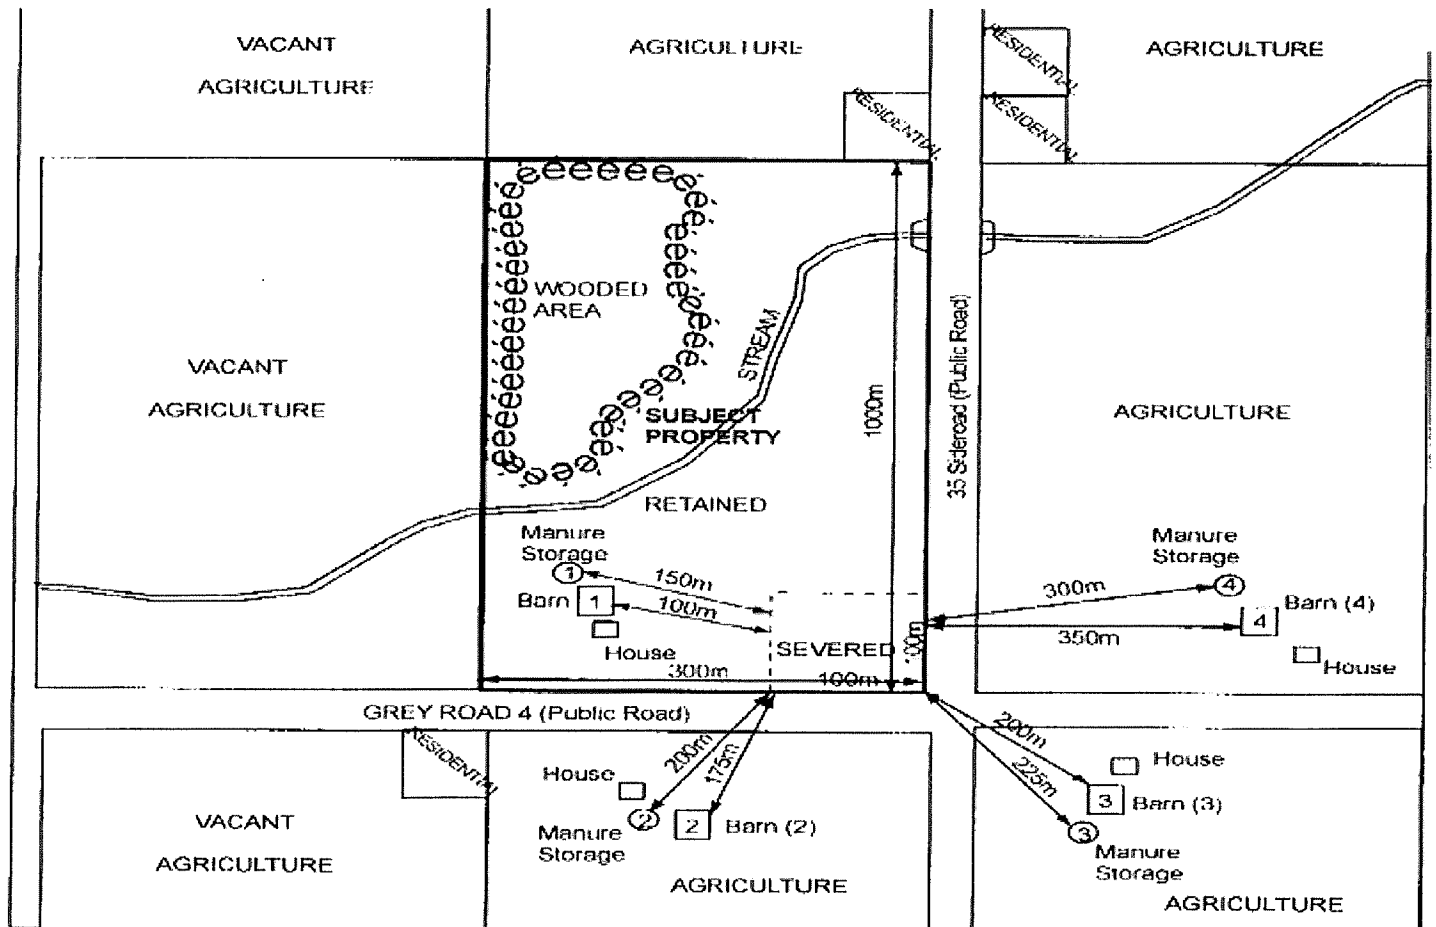 VACANT
AGRICULTURE
AGRICULTURE
RESIDENTIAL
RESIDENTIAL
RESIDENTIAL
AGRICULTURE
WOODED
AREA
STREAM
1000m
35 Sideroad (Public Road)
VACANT
AGRICULTURE
SUBJECT
PROPERTY
AGRICULTURE
RETAINED
Manure
Storage
1
150m
Barn
1
100m
House
SEVERED
100m
300m
100m
Manure
Storage
300m
4
Barn (4)
4
350m
House
GREY ROAD 4 (Public Road)
RESIDENTIAL
VACANT
AGRICULTURE
House
200m
175m
2
2
Barn (2)
Manure
Storage
AGRICULTURE
200m
225m
House
3
Barn (3)
3
Manure
Storage
AGRICULTURE